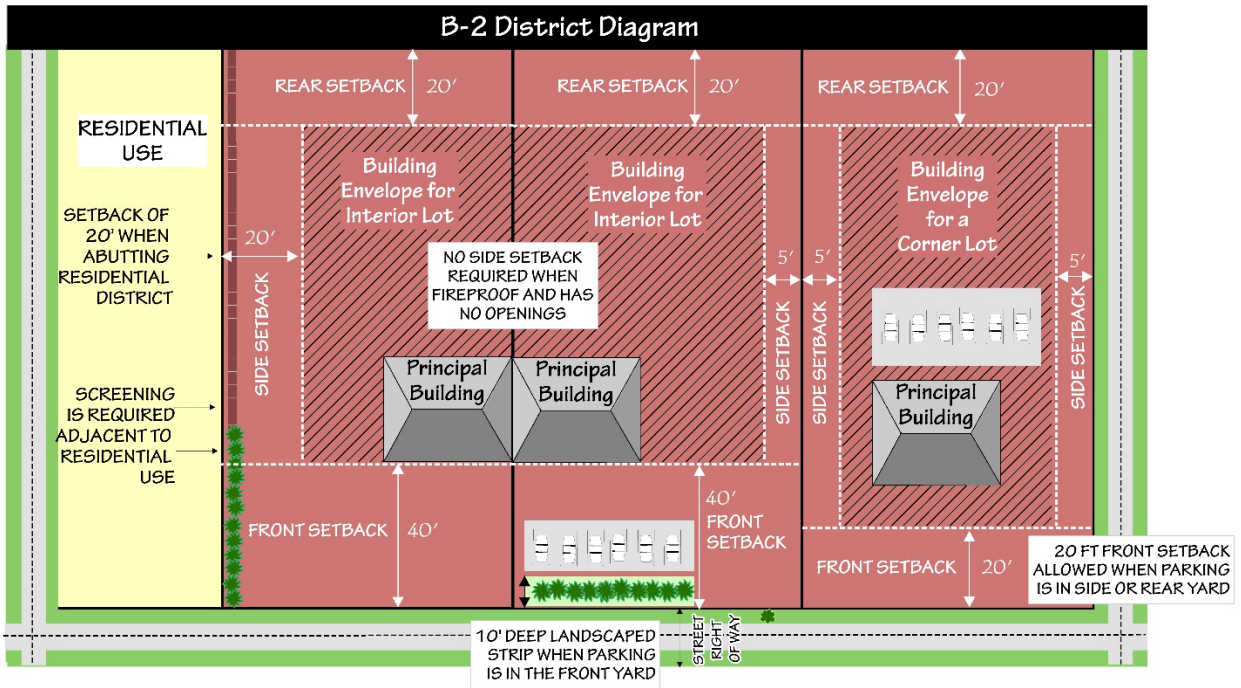 B-2 District Diagram
REAR SETBACK 20'
REAR SETBACK 20'
REAR SETBACK 20'
RESIDENTIAL
USE
SETBACK OF
20' WHEN
ABUTTING
RESIDENTIAL
DISTRICT
SCREENING
IS REQUIRED
ADJACENT TO
RESIDENTIAL
USE
20'
SIDE SETBACK
Building
Envelope for
Interior Lot
Building
Envelope for
Interior Lot
NO SIDE SETBACK
REQUIRED WHEN
FIREPROOF AND HAS
NO OPENINGS
Principal
Building
Principal
Building
5'
SIDE SETBACK
5'
SIDE SETBACK
Building
Envelope
for a
Corner Lot
Principal
Building
5'
SIDE SETBACK
FRONT SETBACK 40'
40'
FRONT
SETBACK
FRONT SETBACK 20'
20 FT FRONT SETBACK
ALLOWED WHEN PARKING
IS IN SIDE OR REAR YARD
10' DEEP LANDSCAPED
STRIP WHEN PARKING
IS IN THE FRONT YARD
STREET
RIGHT
OF WAY